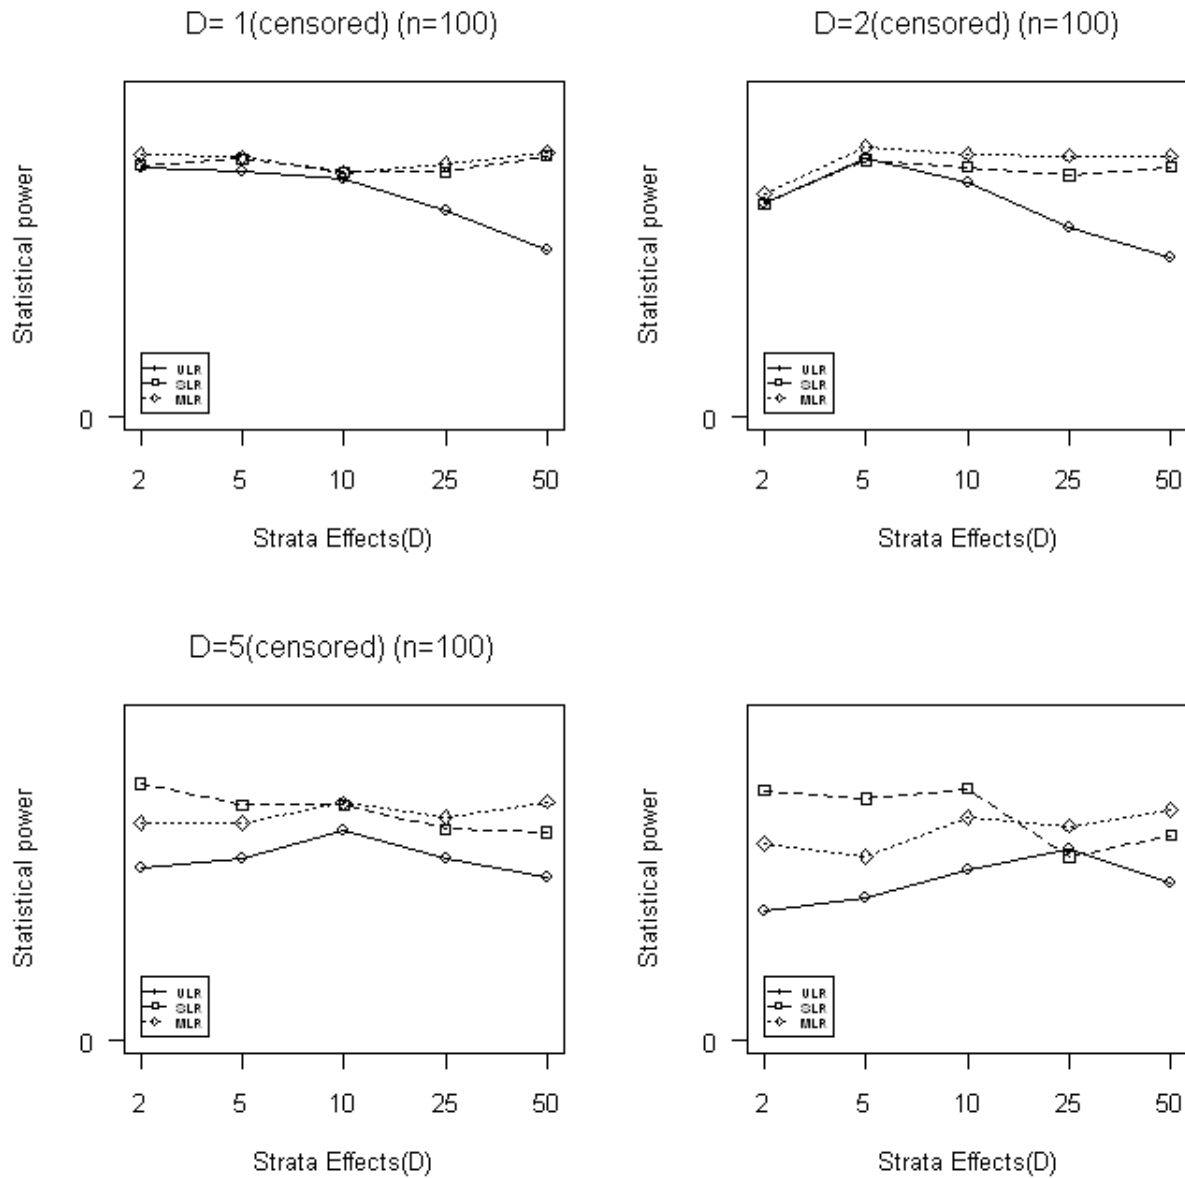 D= 1(censored) (n=100)
Statistical power
0
ULR
SLR
MLR
2 5 10 25 50
Strata Effects(D)
D=2(censored) (n=100)
Statistical power
0
ULR
SLR
MLR
2 5 10 25 50
Strata Effects(D)
D=5(censored) (n=100)
Statistical power
0
ULR
SLR
MLR
2 5 10 25 50
Strata Effects(D)
Statistical power
0
ULR
SLR
MLR
2 5 10 25 50
Strata Effects(D)